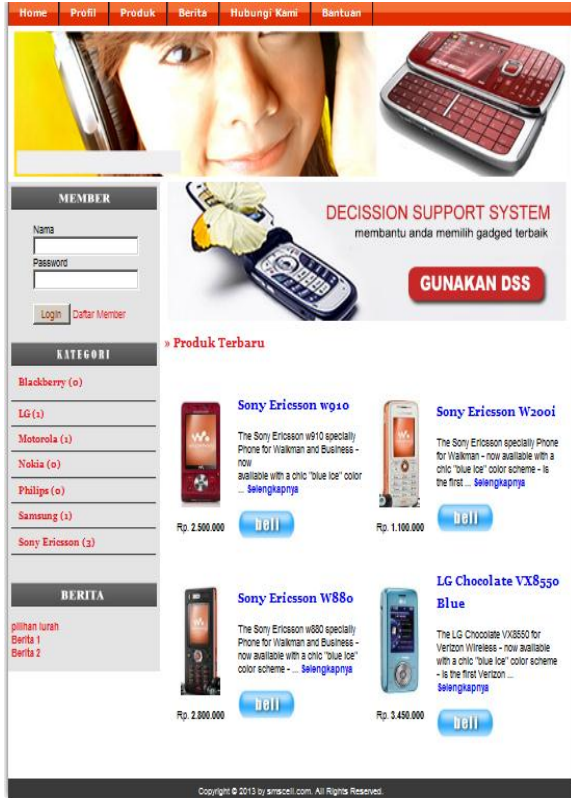 Home Profil Produk Berita Hubungi Kami Bantuan
DECISSION SUPPORT SYSTEM
membantu anda memilih gadged terbaik
GUNAKAN DSS
MEMBER
Nama
Password
Login Daftar Member
KATEGORI
Blackberry (0)
LG (1)
Motorola (1)
Nokia (0)
Philips (0)
Samsung (1)
Sony Ericsson (3)
BERITA
pilihan lurah
Berita 1
Berita 2
» Produk Terbaru
Sony Ericsson w910
The Sony Ericsson w910 specially
Phone for Walkman and Business -
now
available with a chic "blue ice" color
... Selengkapnya
Rp. 2.500.000
beli
Sony Ericsson W200i
The Sony Ericsson specially Phone
for Walkman - now available with a
chic "blue ice" color scheme - is
the first ... Selengkapnya
Rp. 1.100.000
beli
Sony Ericsson W880
The Sony Ericsson w880 specially
Phone for Walkman and Business -
now available with a chic "blue ice"
color scheme - ... Selengkapnya
Rp. 2.800.000
beli
LG Chocolate VX8550
Blue
The LG Chocolate VX8550 for
Verizon Wireless - now available
with a chic "blue ice" color scheme
- is the first Verizon ...
Selengkapnya
Rp. 3.450.000
beli
Copyright © 2013 by smscell.com. All Rights Reserved.